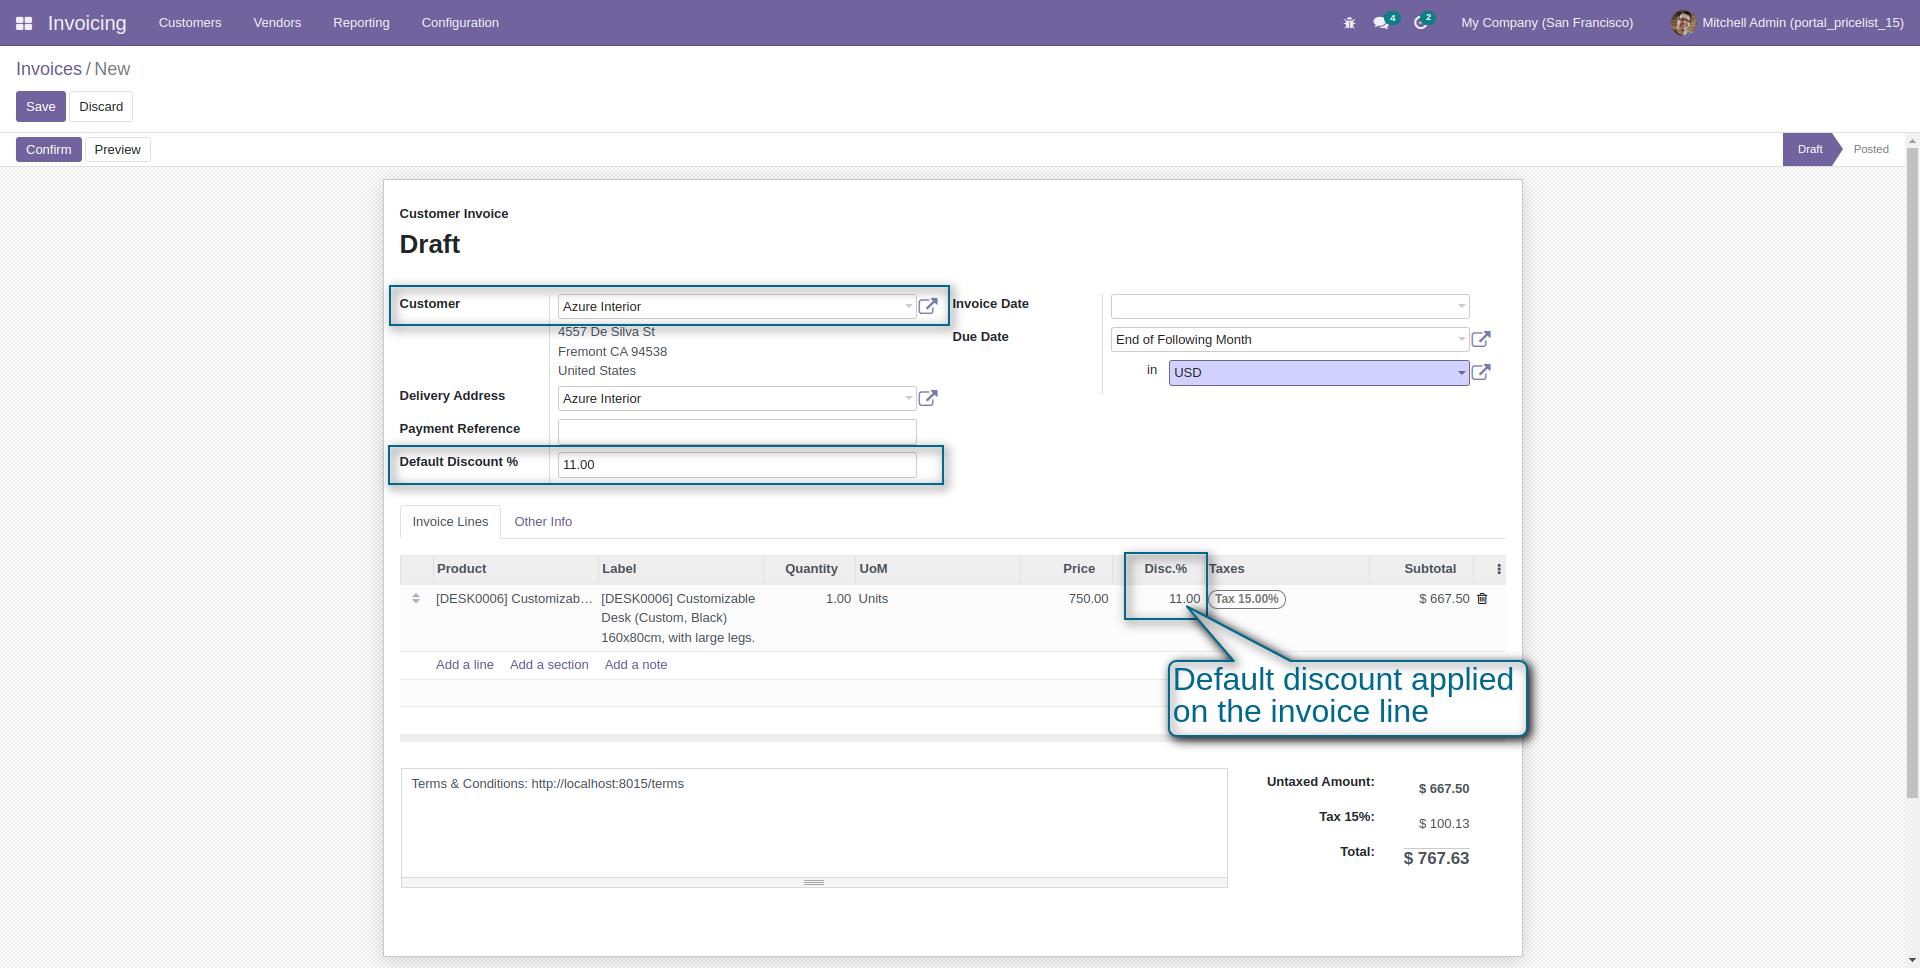 Invoicing Customers Vendors Reporting Configuration 4 2 My Company (San Francisco) Mitchell Admin (portal_pricelist_15)
Invoices / New
Save Discard
Confirm Preview Draft Posted
Customer Invoice
Draft
Customer Azure Interior Invoice Date
4557 De Silva St
Fremont CA 94538
United States
Due Date End of Following Month
in USD
Delivery Address Azure Interior
Payment Reference
Default Discount % 11.00
Invoice Lines Other Info
Product Label Quantity UoM Price Disc.% Taxes Subtotal
[DESK0006] Customizab... [DESK0006] Customizable 1.00 Units 750.00 11.00 Tax 15.00% $ 667.50
Desk (Custom, Black)
160x80cm, with large legs.
Add a line Add a section Add a note
Default discount applied
on the invoice line
Terms & Conditions: http://localhost:8015/terms
Untaxed Amount: $ 667.50
Tax 15%: $ 100.13
Total: $ 767.63